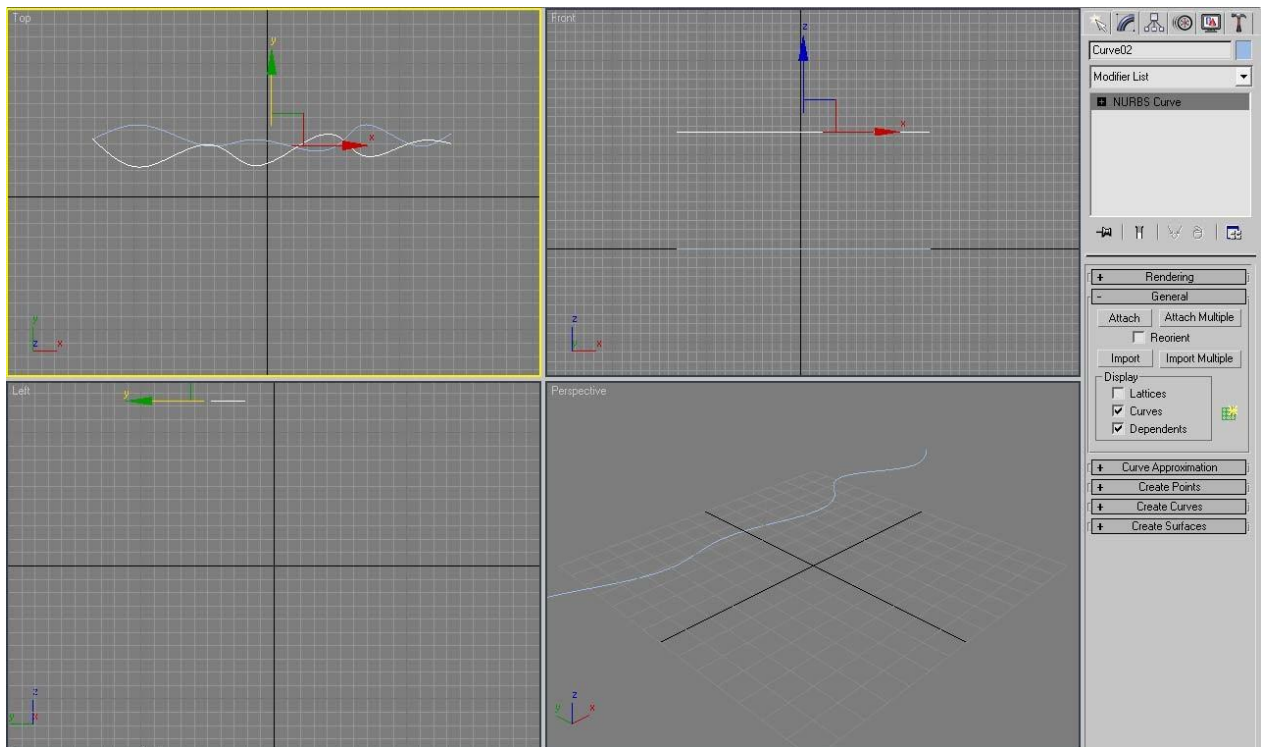 Top
y
x
y
z
x
Front
z
x
z
y
x
Left
y
z
y
x
Perspective
z
y
x
Curve02
Modifier List
NURBS Curve
+ Rendering
- General
Attach Attach Multiple
Reorient
Import Import Multiple
Display
Lattices
Curves
Dependents
+ Curve Approximation
+ Create Points
+ Create Curves
+ Create Surfaces